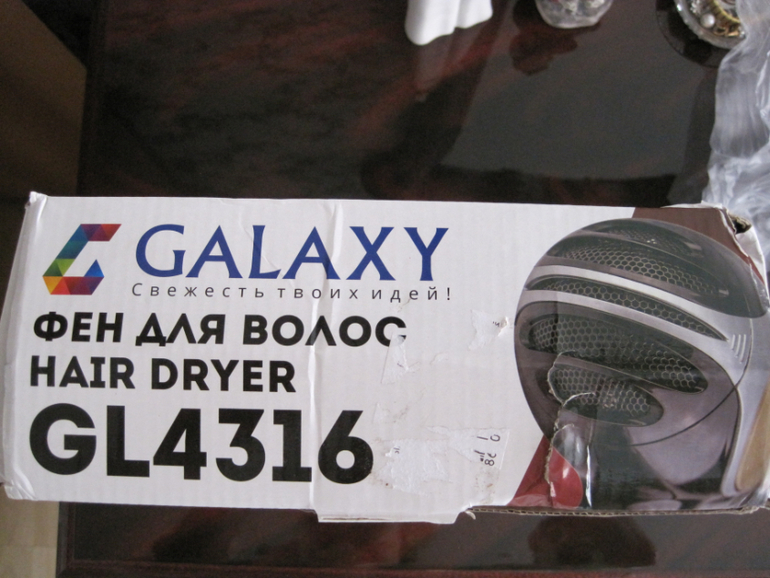 GALAXY
Свежесть твоих идей!
ФЕН ДЛЯ ВОЛОС
HAIR DRYER
GL4316